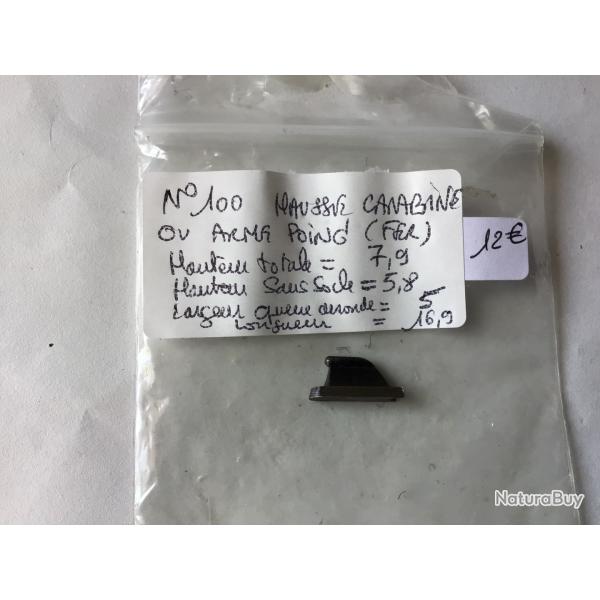 N° 100 HAUSSE CARABINE
OU ARME POING (FER)
12€
Hauteur totale = 7,9
Hauteur Sans Socle = 5,8
Largeur queue d'aronde = 5
Longueur = 16,9
NaturaBuy